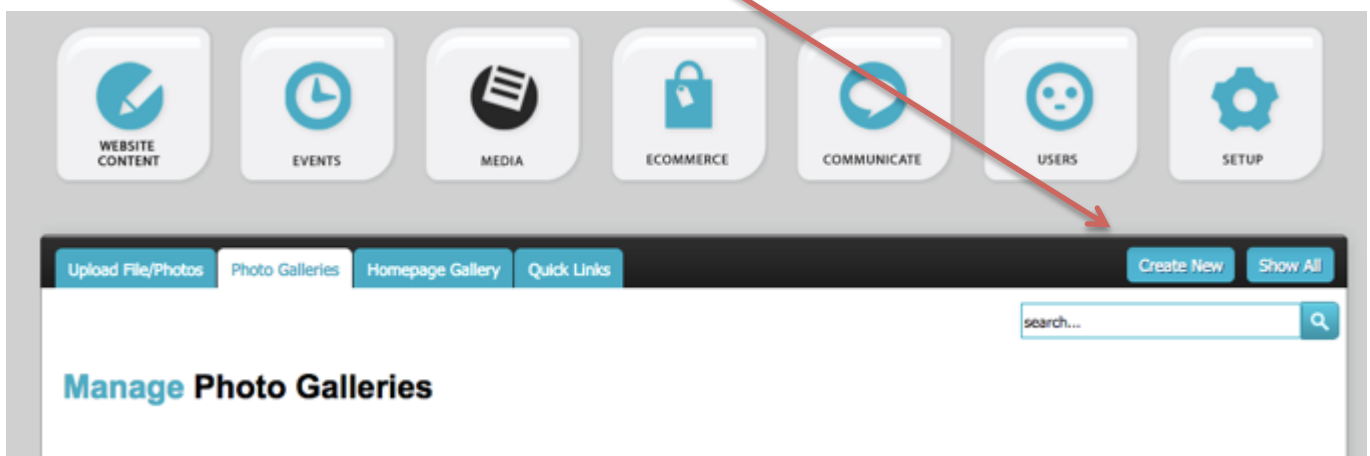 WEBSITE
CONTENT
EVENTS
MEDIA
ECOMMERCE
COMMUNICATE
USERS
SETUP
Upload File/Photos
Photo Galleries
Homepage Gallery
Quick Links
Create New
Show All
search...
Manage Photo Galleries